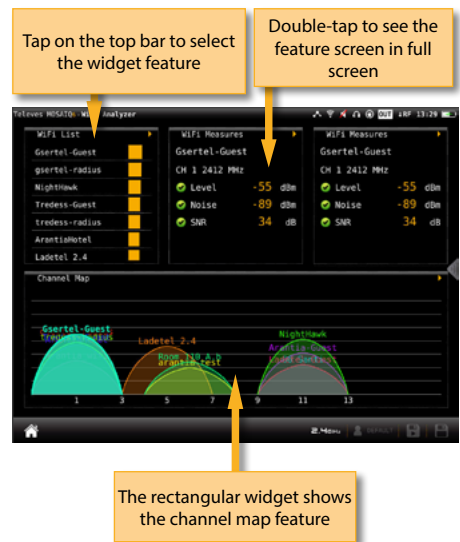 Tap on the top bar to select
the widget feature
Double-tap to see the
feature screen in full
screen
Televes MOSAIQ6-WiFi Analyzer
OUT
RF 13:29
WiFi List
Gsertel-Guest
gsertel-radius
NightHawk
Tredess-Guest
tredess-radius
ArantiaHotel
Ladetel 2.4
WiFi Measures
Gsertel-Guest
CH 1 2412 MHz
Level -55 dBm
Noise -89 dBm
SNR 34 dB
WiFi Measures
Gsertel-Guest
CH 1 2412 MHz
Level -55 dBm
Noise -89 dBm
SNR 34 dB
Channel Map
Gsertel-Guest
Ladetel 2.4
arantia-test
NightHawk
Arantia-Guest
1 3 5 7 9 11 13
2.4GHz
DEFAULT
The rectangular widget shows
the channel map feature